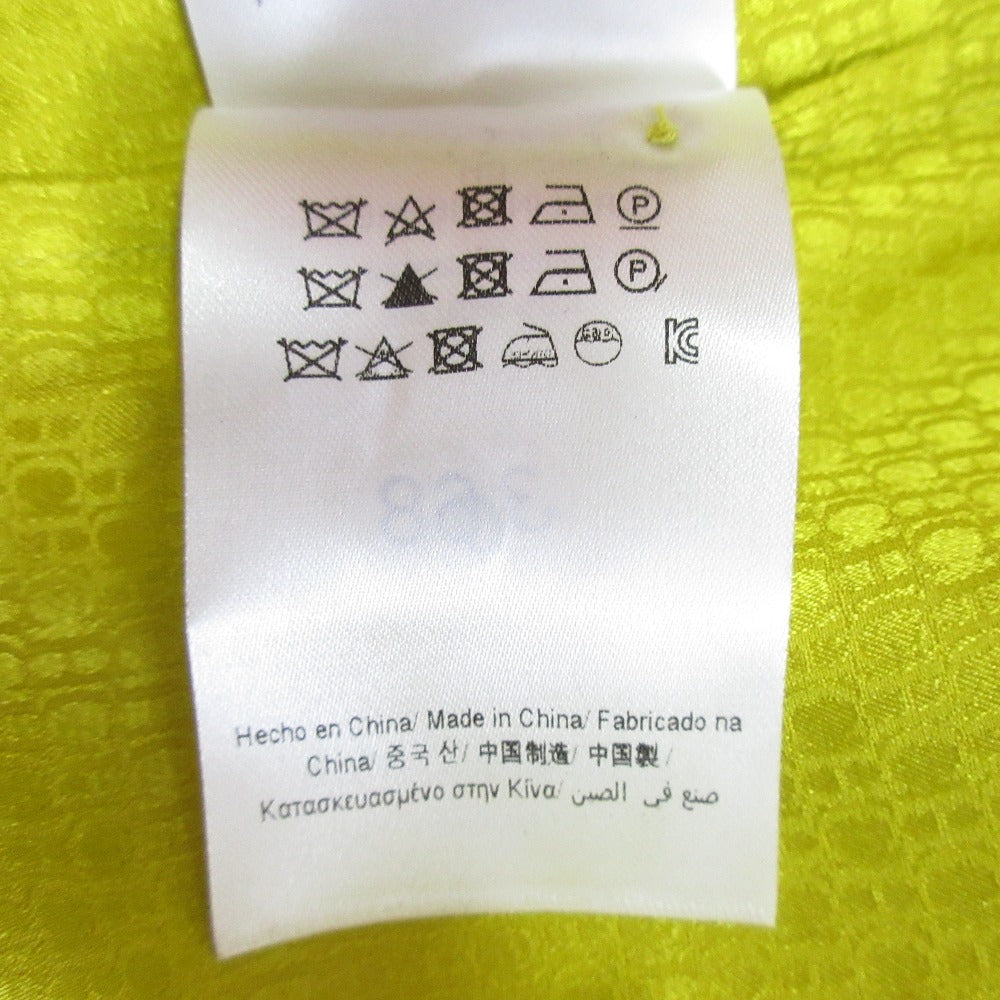 P
P
KC
Hecho en China/ Made in China/ Fabricado na
China/ 중국 산/ 中国制造/ 中国製/
Κατασκευασμένο στην Κίνα/ صنع في الصين